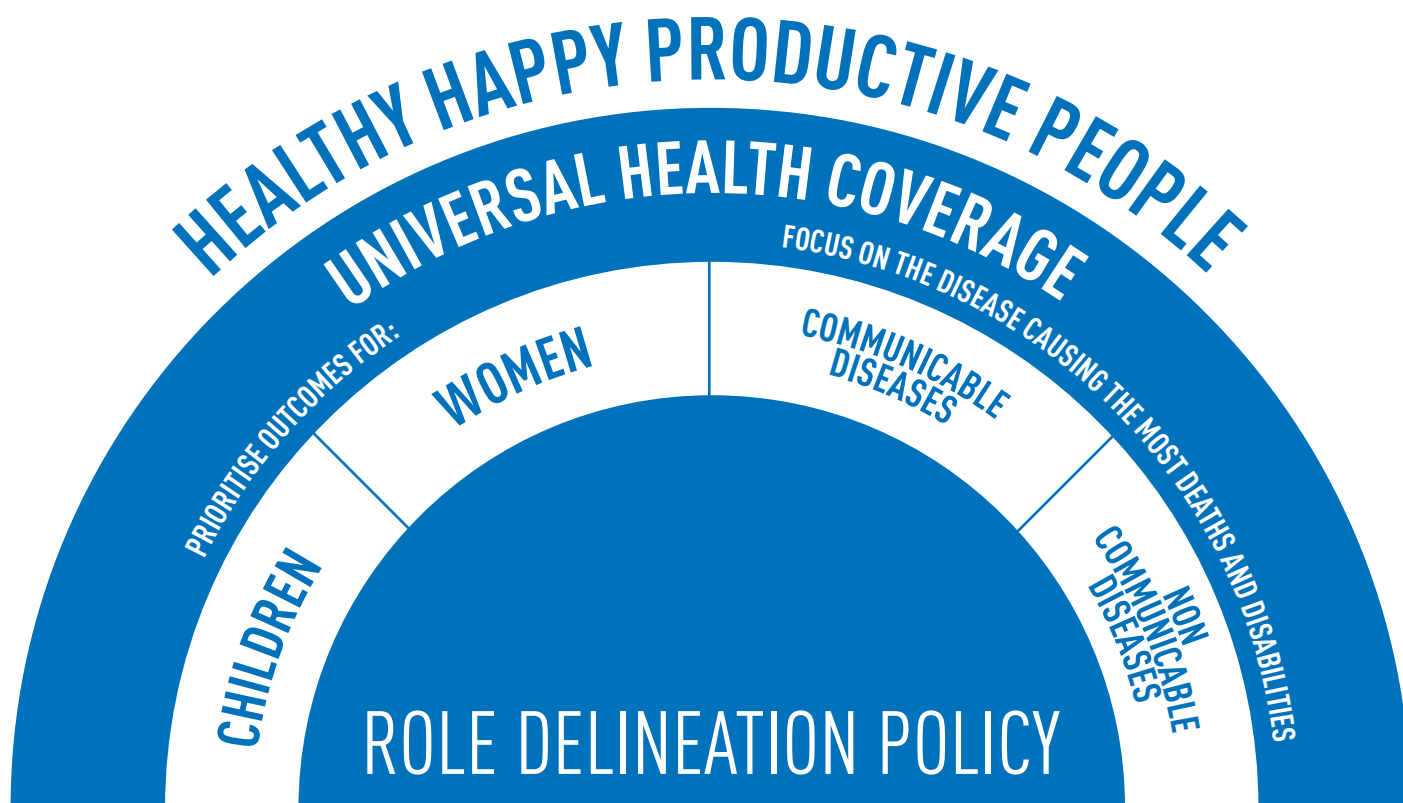 HEALTHY HAPPY PRODUCTIVE PEOPLE
UNIVERSAL HEALTH COVERAGE
PRIORITISE OUTCOMES FOR:
FOCUS ON THE DISEASE CAUSING THE MOST DEATHS AND DISABILITIES
CHILDREN
WOMEN
COMMUNICABLE
DISEASES
NON
COMMUNICABLE
DISEASES
ROLE DELINEATION POLICY